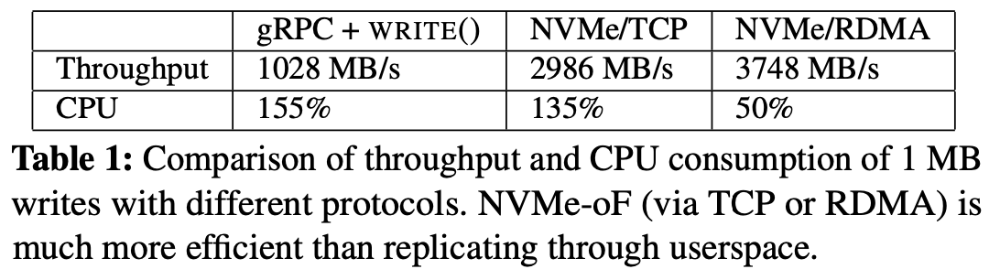 gRPC + WRITE() NVMe/TCP NVMe/RDMA
Throughput 1028 MB/s 2986 MB/s 3748 MB/s
CPU 155% 135% 50%
Table 1: Comparison of throughput and CPU consumption of 1 MB
writes with different protocols. NVMe-oF (via TCP or RDMA) is
much more efficient than replicating through userspace.